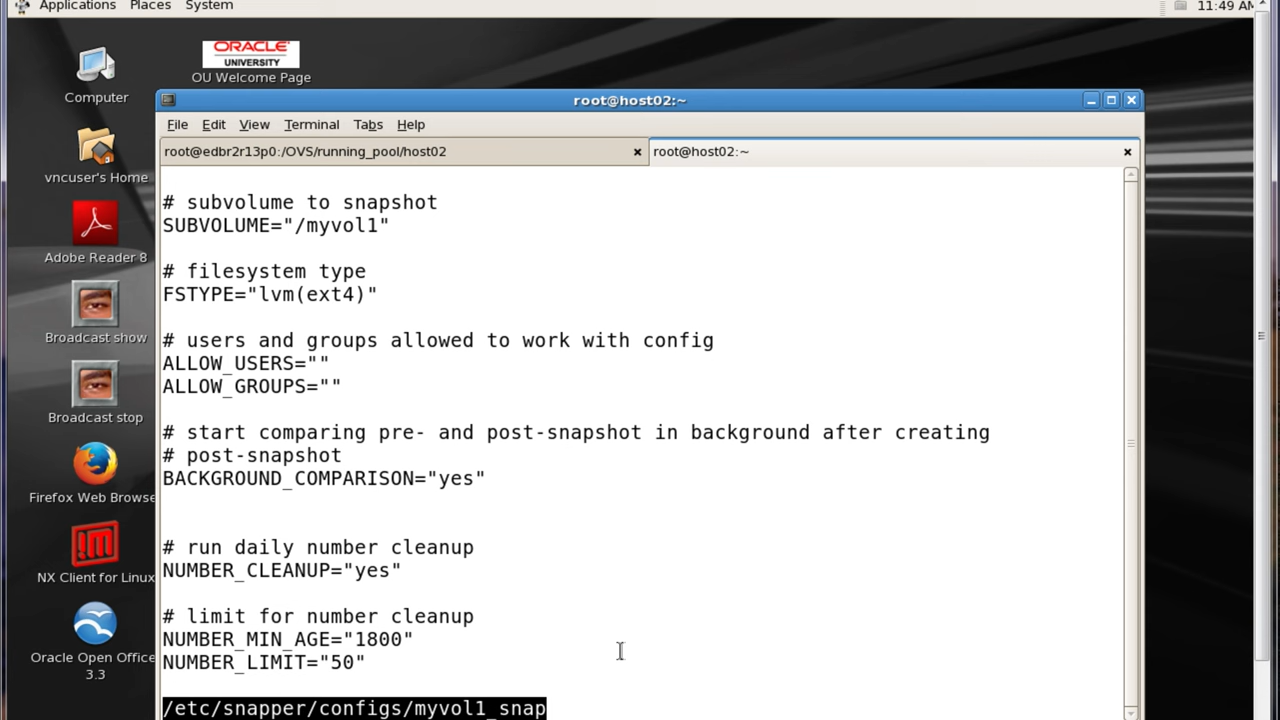 Applications Places System
11:49 AM
Computer
ORACLE
UNIVERSITY
OU Welcome Page
vncuser's Home
Adobe Reader 8
Broadcast show
Broadcast stop
Firefox Web Browse
NX Client for Linux
Oracle Open Office
3.3
root@host02:~
File Edit View Terminal Tabs Help
root@edbr2r13p0:/OVS/running_pool/host02
root@host02:~
# subvolume to snapshot
SUBVOLUME="/myvol1"
# filesystem type
FSTYPE="lvm(ext4)"
# users and groups allowed to work with config
ALLOW_USERS=""
ALLOW_GROUPS=""
# start comparing pre- and post-snapshot in background after creating
# post-snapshot
BACKGROUND_COMPARISON="yes"
# run daily number cleanup
NUMBER_CLEANUP="yes"
# limit for number cleanup
NUMBER_MIN_AGE="1800"
NUMBER_LIMIT="50"
/etc/snapper/configs/myvol1_snap